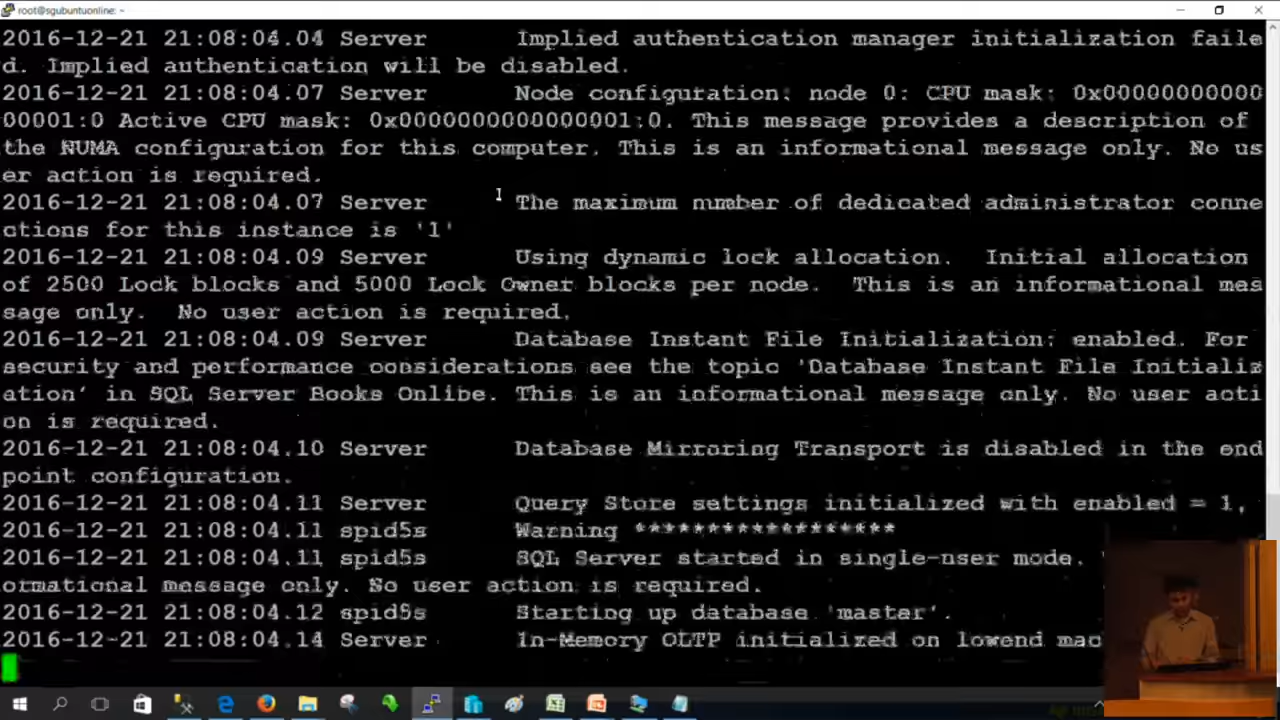 root@sgubuntuonline: ~
2016-12-21 21:08:04.04 Server      Implied authentication manager initialization faile
d. Implied authentication will be disabled.
2016-12-21 21:08:04.07 Server      Node configuration: node 0: CPU mask: 0x00000000000
00001:0 Active CPU mask: 0x0000000000000001:0. This message provides a description of
the NUMA configuration for this computer. This is an informational message only. No us
er action is required.
2016-12-21 21:08:04.07 Server      The maximum number of dedicated administrator conne
ctions for this instance is '1'
2016-12-21 21:08:04.09 Server      Using dynamic lock allocation.  Initial allocation
of 2500 Lock blocks and 5000 Lock Owner blocks per node.  This is an informational mes
sage only.  No user action is required.
2016-12-21 21:08:04.09 Server      Database Instant File Initialization: enabled. For
security and performance considerations see the topic 'Database Instant File Initializ
ation' in SQL Server Books Online. This is an informational message only. No user acti
on is required.
2016-12-21 21:08:04.10 Server      Database Mirroring Transport is disabled in the end
point configuration.
2016-12-21 21:08:04.11 Server      Query Store settings initialized with enabled = 1,
2016-12-21 21:08:04.11 spid5s      Warning ******************
2016-12-21 21:08:04.11 spid5s      SQL Server started in single-user mode.
ormational message only. No user action is required.
2016-12-21 21:08:04.12 spid5s      Starting up database 'master'.
2016-12-21 21:08:04.14 Server      In-Memory OLTP initialized on lowend mac